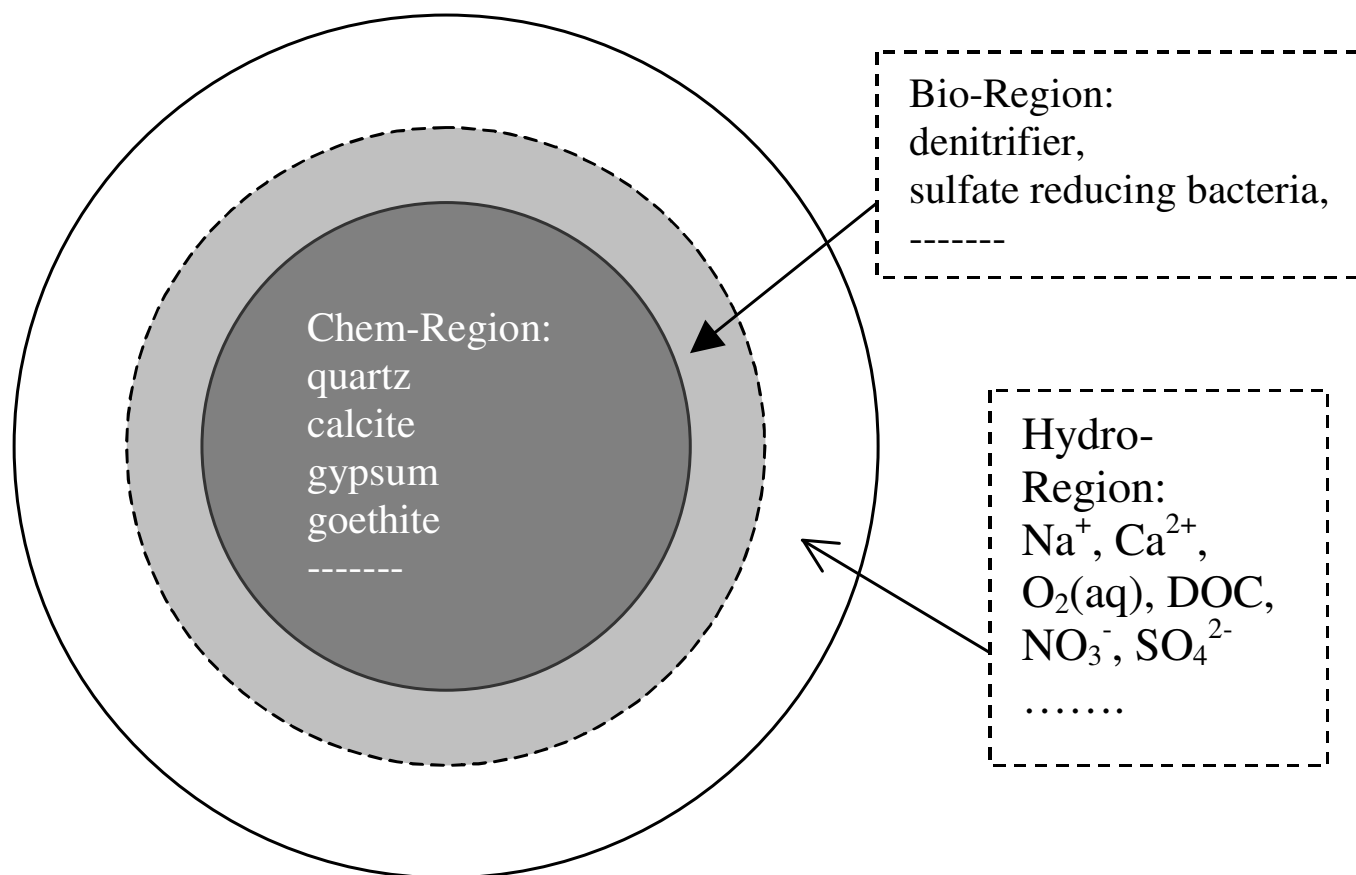 Bio-Region:
denitrifier,
sulfate reducing bacteria,
-------
Chem-Region:
quartz
calcite
gypsum
goethite
-------
Hydro-
Region:
Na⁺, Ca²⁺,
O₂(aq), DOC,
NO₃⁻, SO₄²⁻
…….